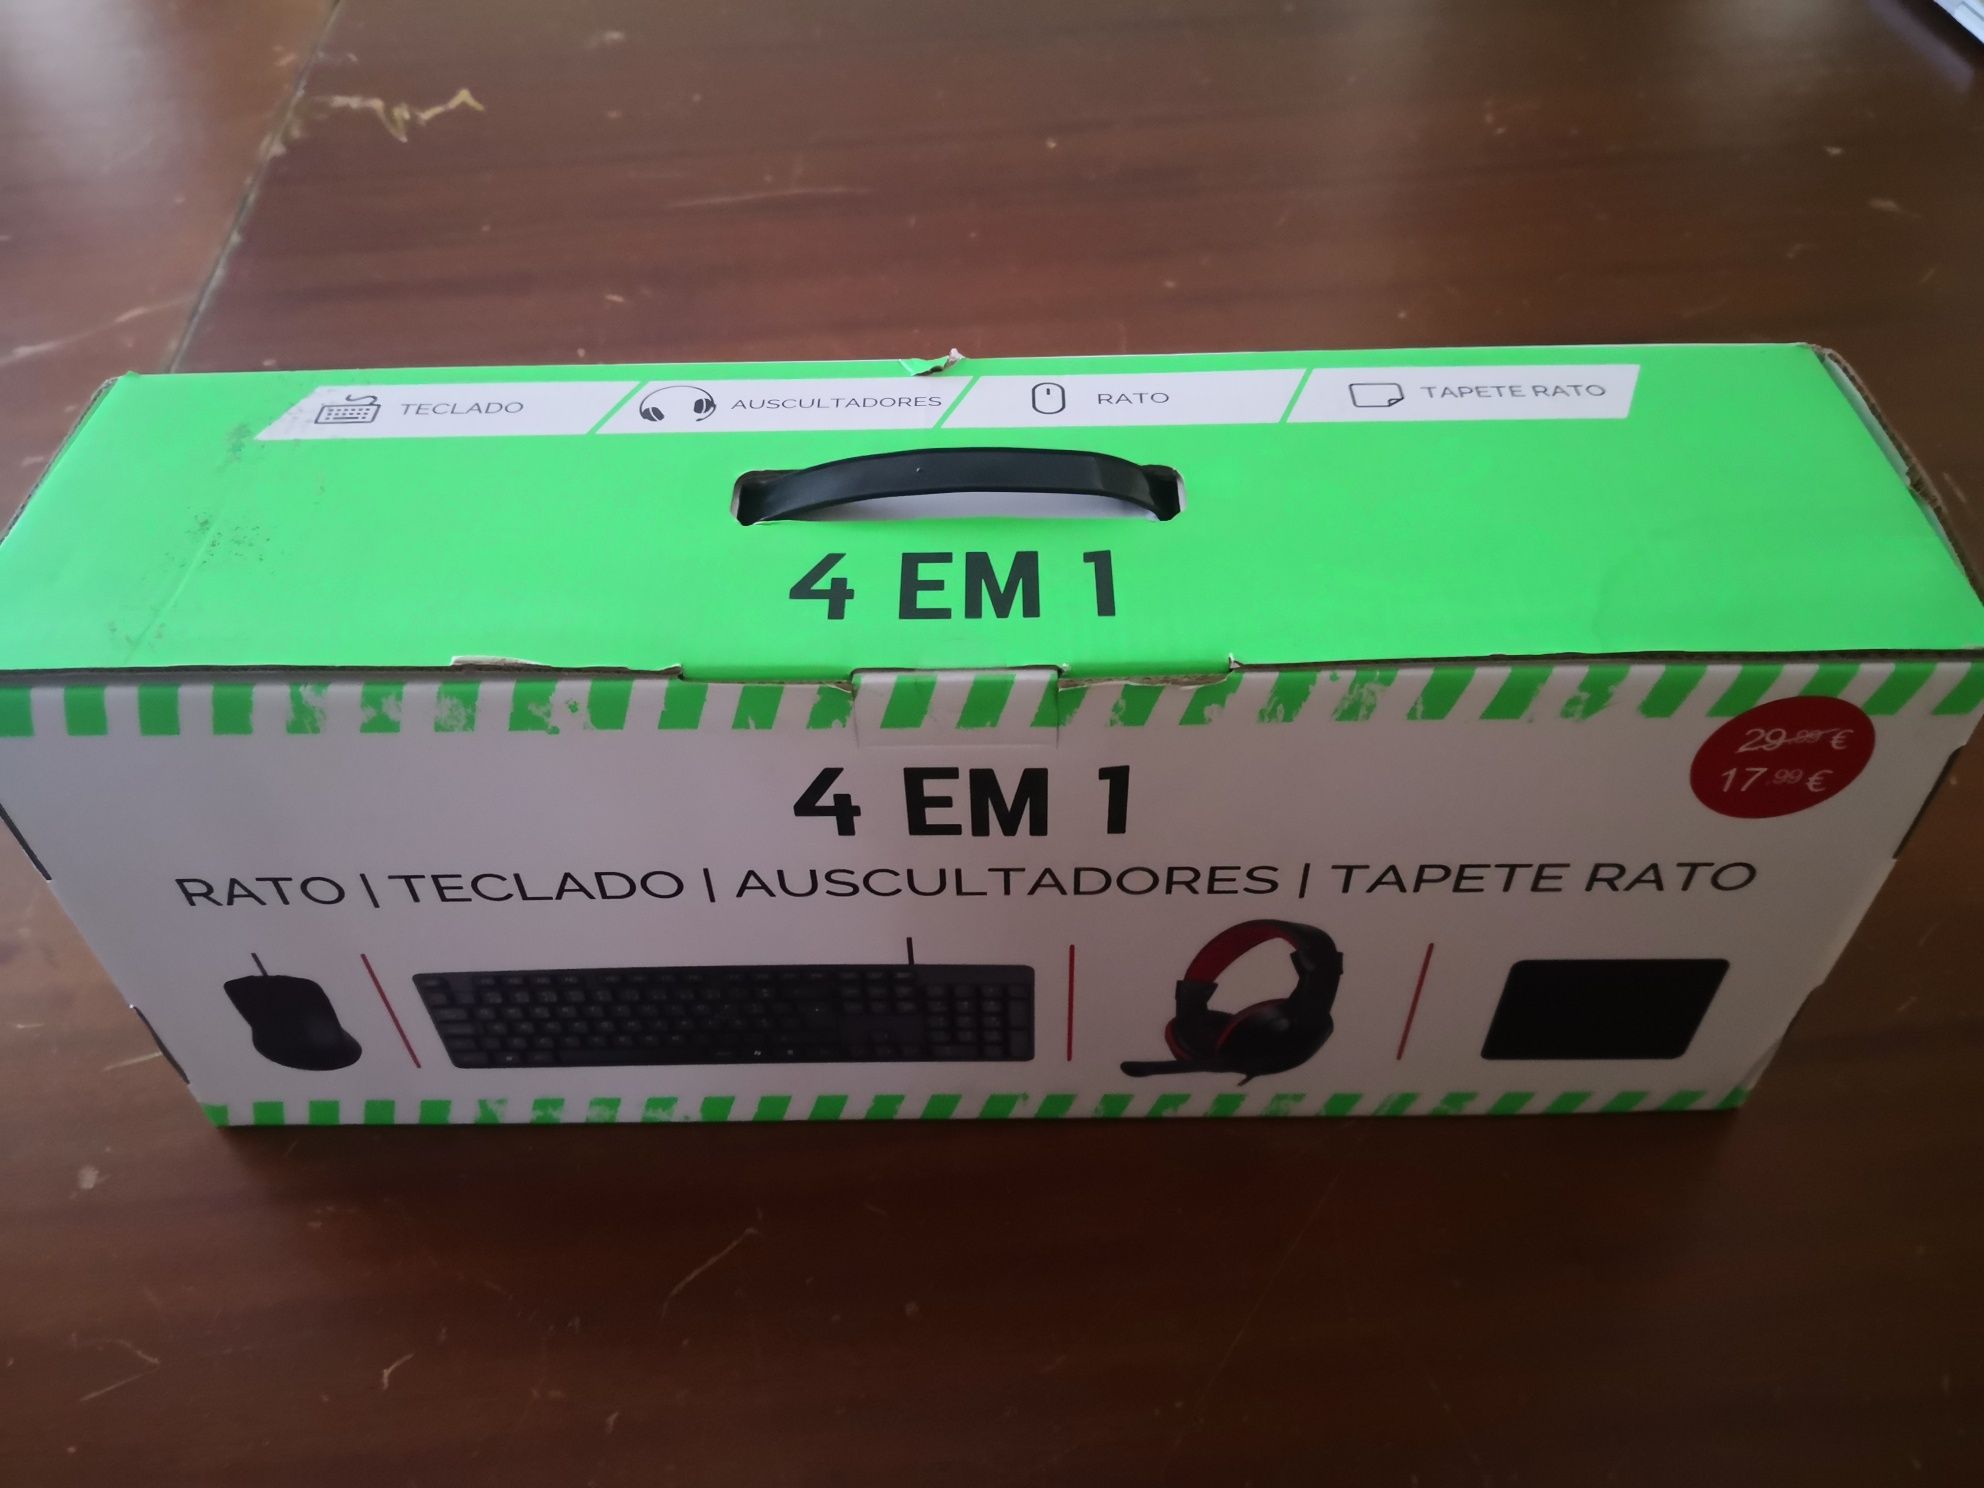 TECLADO AUSCULTADORES RATO TAPETE RATO
4 EM 1
29.99 €
17.99 €
4 EM 1
RATO | TECLADO | AUSCULTADORES | TAPETE RATO